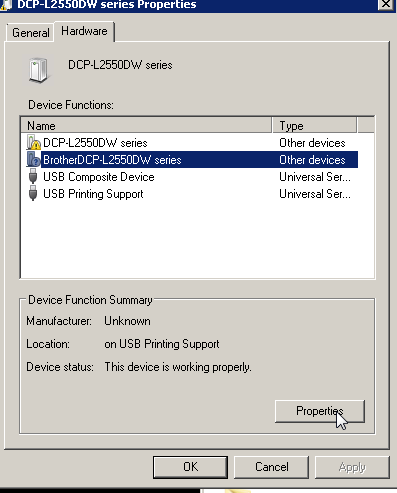 DCP-L2550DW series Properties
General Hardware
DCP-L2550DW series
Device Functions:
Name Type
DCP-L2550DW series Other devices
BrotherDCP-L2550DW series Other devices
USB Composite Device Universal Ser...
USB Printing Support Universal Ser...
Device Function Summary
Manufacturer: Unknown
Location: on USB Printing Support
Device status: This device is working properly.
Properties
OK Cancel Apply